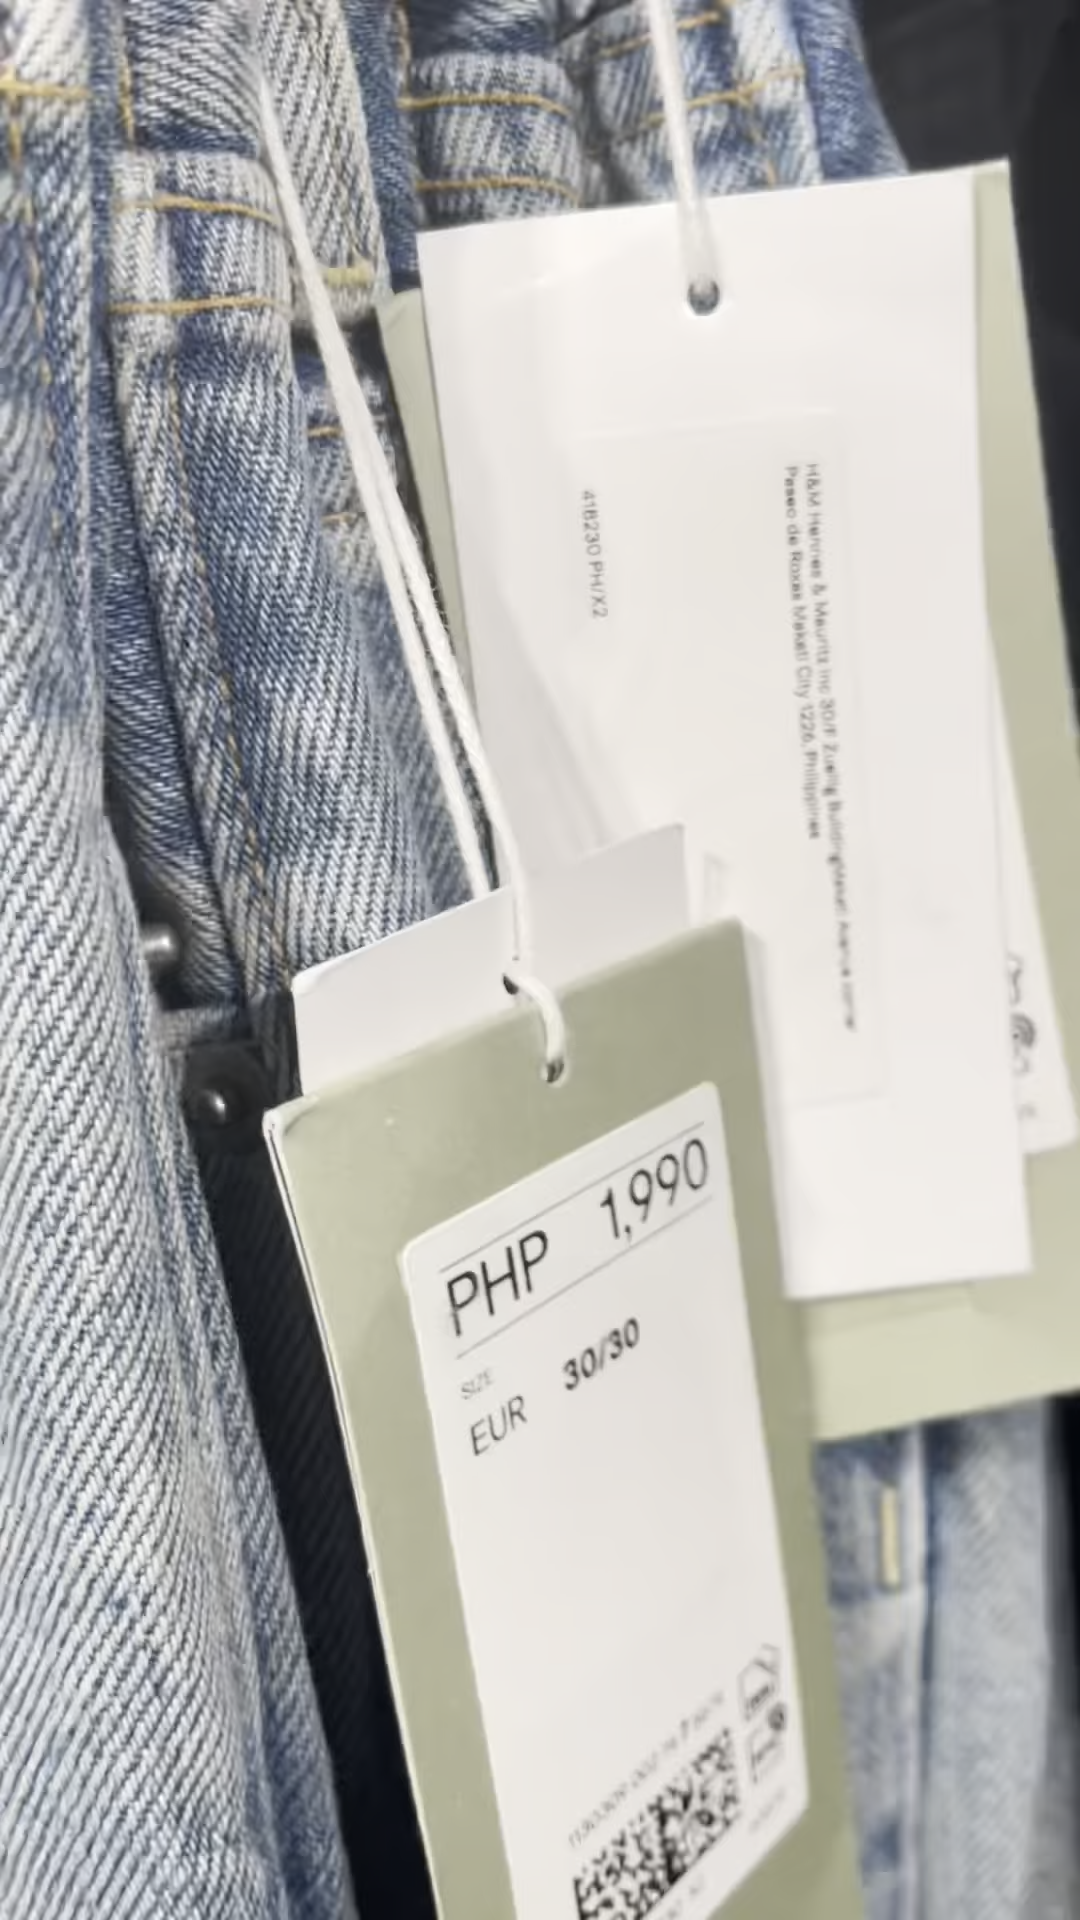 H&M Hennes & Mauritz Inc 30/F Zuellig Building Makati Avenue corner
Paseo de Roxas Makati City 1226, Philippines
418230 PH/X2
PHP 1,990
SIZE
EUR 30/30